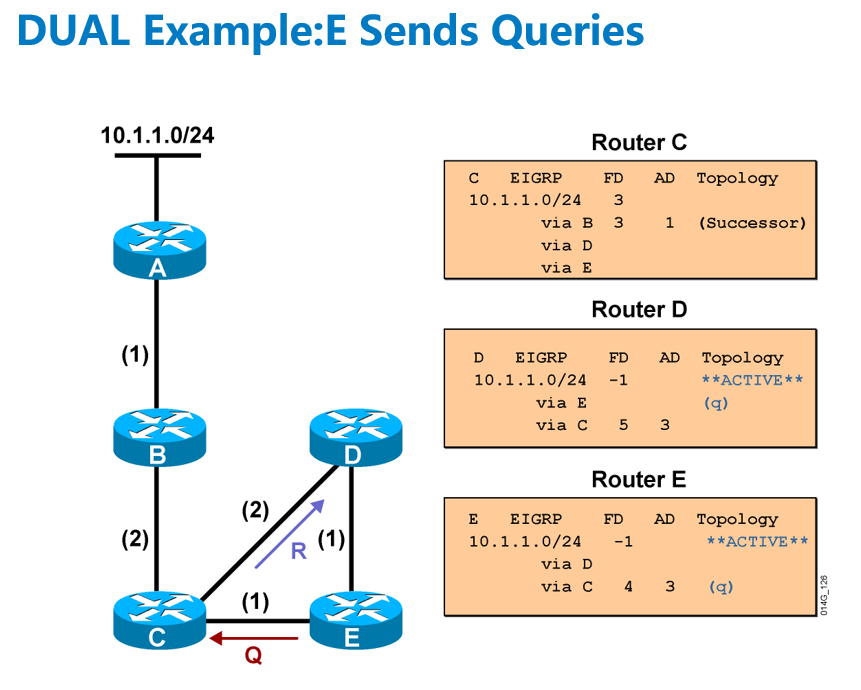 DUAL Example:E Sends Queries
10.1.1.0/24
A
(1)
B
D
(2)
(2)
R
(1)
(1)
C
E
Q
Router C
C EIGRP FD AD Topology
10.1.1.0/24 3
via B 3 1 (Successor)
via D
via E
Router D
D EIGRP FD AD Topology
10.1.1.0/24 -1 **ACTIVE**
via E (q)
via C 5 3
Router E
E EIGRP FD AD Topology
10.1.1.0/24 -1 **ACTIVE**
via D
via C 4 3 (q)
014G_126